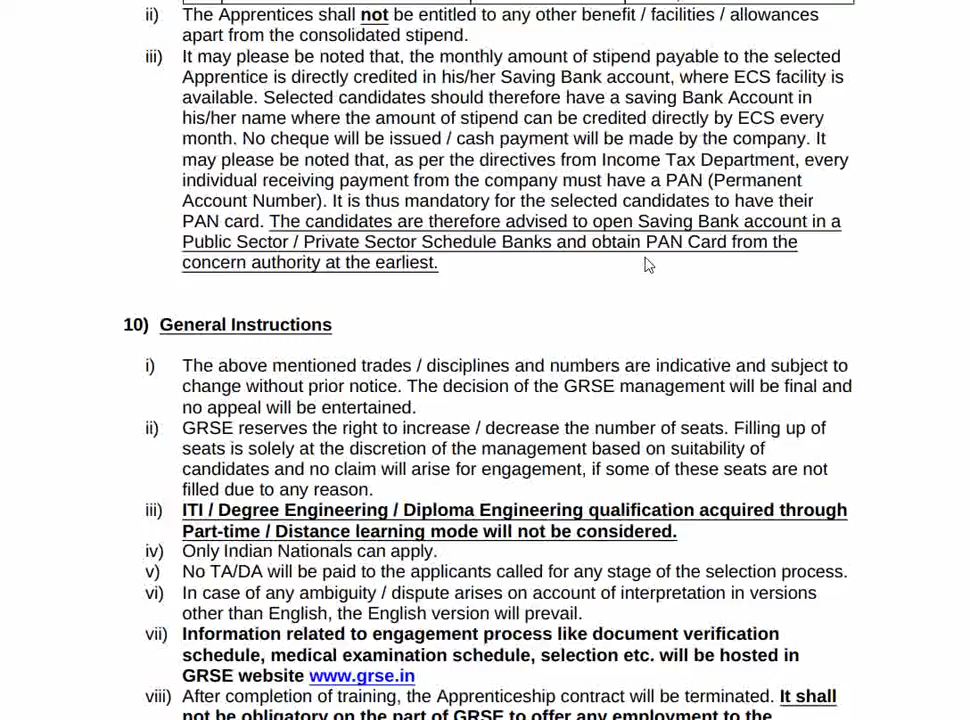 ii) The Apprentices shall not be entitled to any other benefit / facilities / allowances
apart from the consolidated stipend.
iii) It may please be noted that, the monthly amount of stipend payable to the selected
Apprentice is directly credited in his/her Saving Bank account, where ECS facility is
available. Selected candidates should therefore have a saving Bank Account in
his/her name where the amount of stipend can be credited directly by ECS every
month. No cheque will be issued / cash payment will be made by the company. It
may please be noted that, as per the directives from Income Tax Department, every
individual receiving payment from the company must have a PAN (Permanent
Account Number). It is thus mandatory for the selected candidates to have their
PAN card. The candidates are therefore advised to open Saving Bank account in a
Public Sector / Private Sector Schedule Banks and obtain PAN Card from the
concern authority at the earliest.
10) General Instructions
i) The above mentioned trades / disciplines and numbers are indicative and subject to
change without prior notice. The decision of the GRSE management will be final and
no appeal will be entertained.
ii) GRSE reserves the right to increase / decrease the number of seats. Filling up of
seats is solely at the discretion of the management based on suitability of
candidates and no claim will arise for engagement, if some of these seats are not
filled due to any reason.
iii) ITI / Degree Engineering / Diploma Engineering qualification acquired through
Part-time / Distance learning mode will not be considered.
iv) Only Indian Nationals can apply.
v) No TA/DA will be paid to the applicants called for any stage of the selection process.
vi) In case of any ambiguity / dispute arises on account of interpretation in versions
other than English, the English version will prevail.
vii) Information related to engagement process like document verification
schedule, medical examination schedule, selection etc. will be hosted in
GRSE website www.grse.in
viii) After completion of training, the Apprenticeship contract will be terminated. It shall
not be obligatory on the part of GRSE to offer any employment to the